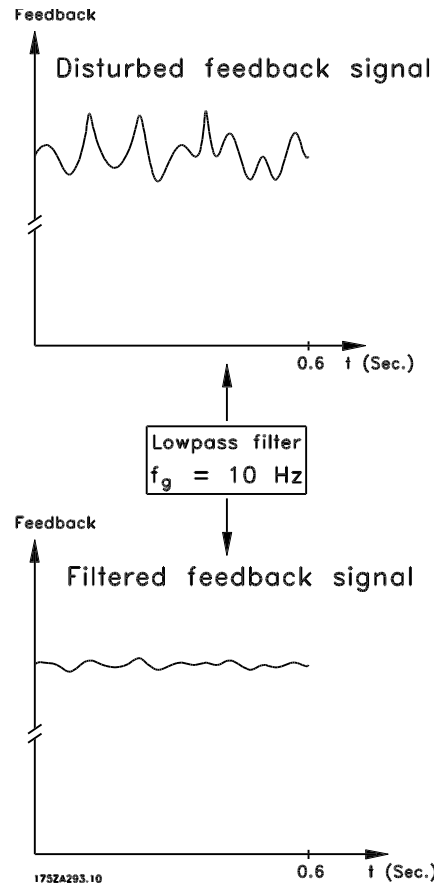 Feedback
Disturbed feedback signal
0.6 t (Sec.)
Lowpass filter
fg = 10 Hz
Feedback
Filtered feedback signal
0.6 t (Sec.)
175ZA293.10